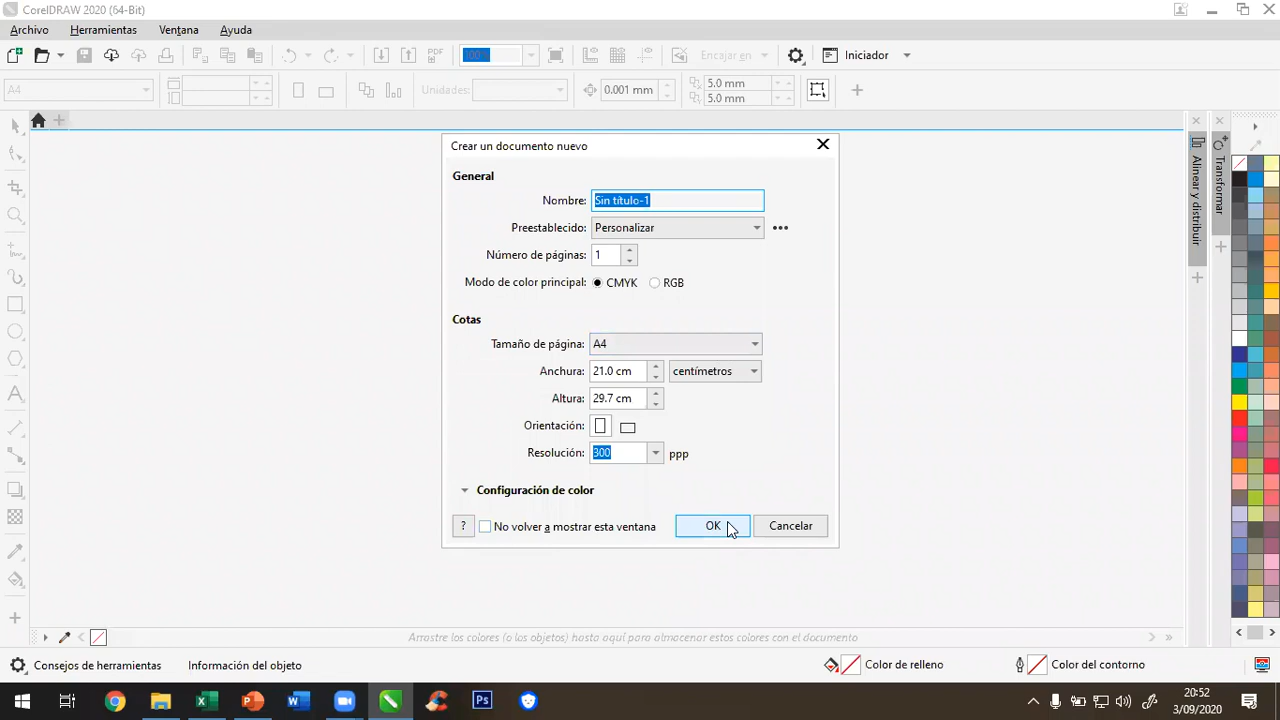 CorelDRAW 2020 (64-Bit)
Archivo Herramientas Ventana Ayuda
PDF 100 Encajar en Iniciador
A4 Unidades: 0.001 mm 5.0 mm
5.0 mm
Crear un documento nuevo
General
Nombre: Sin título-1
Preestablecido: Personalizar
Número de páginas: 1
Modo de color principal: CMYK RGB
Cotas
Tamaño de página: A4
Anchura: 21.0 cm centímetros
Altura: 29.7 cm
Orientación:
Resolución: 300 ppp
Configuración de color
? No volver a mostrar esta ventana OK Cancelar
Alinear y distribuir
Transformar
Arrastre los colores (o los objetos) hasta aquí para almacenar estos colores con el documento
Consejos de herramientas Información del objeto Color de relleno Color del contorno
20:52
3/09/2020